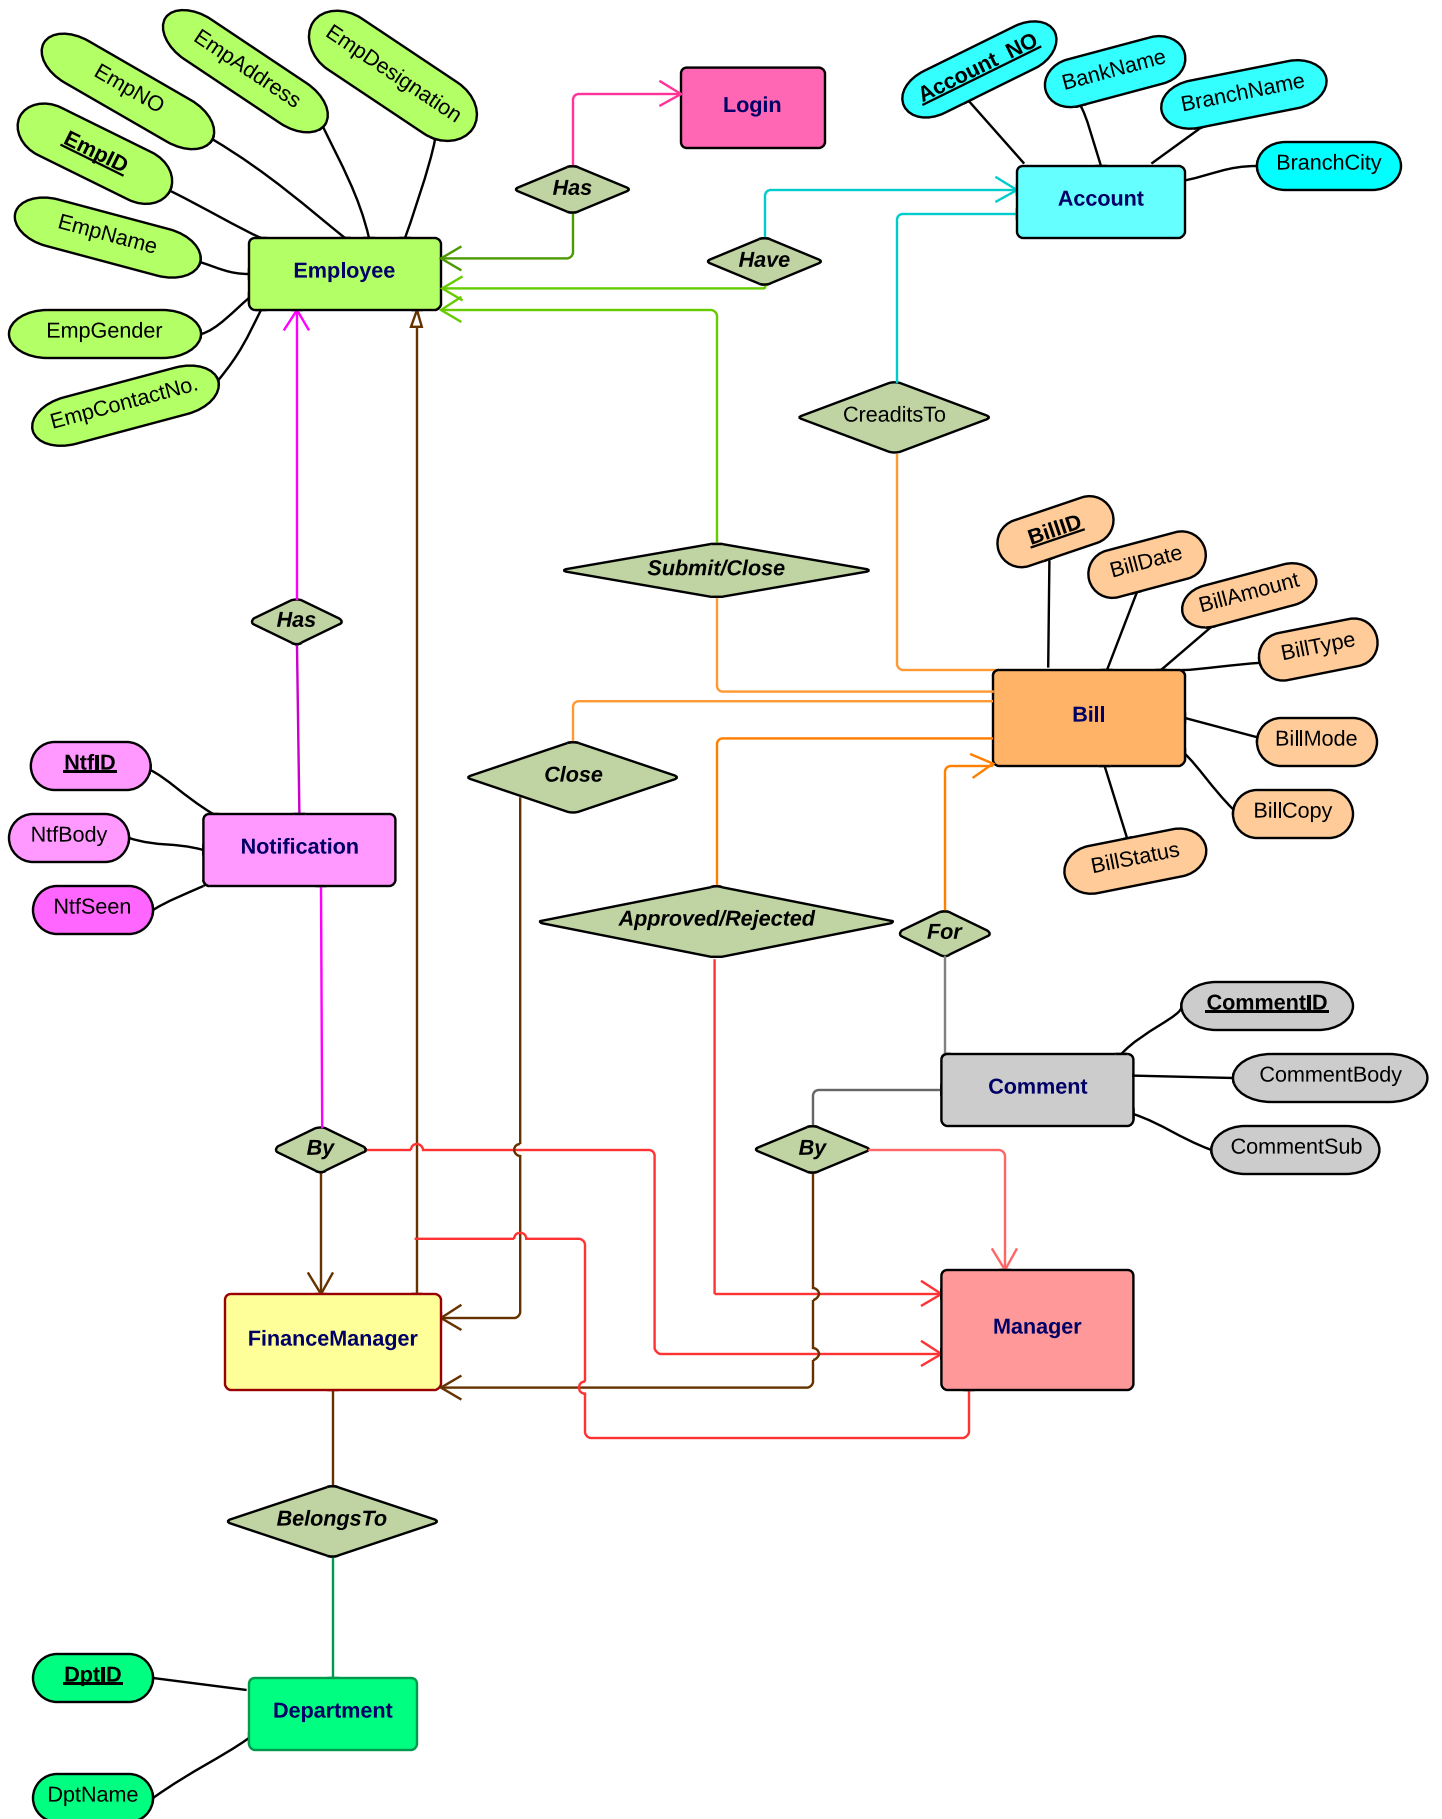 EmpDesignation
EmpAddress
EmpNO
EmpID
EmpName
EmpGender
EmpContactNo.
Employee
Has
Login
Have
Account_NO
BankName
BranchName
BranchCity
Account
CreaditsTo
Submit/Close
Has
BillID
BillDate
BillAmount
BillType
BillMode
BillCopy
BillStatus
Bill
Close
NtfID
NtfBody
NtfSeen
Notification
Approved/Rejected
For
CommentID
CommentBody
CommentSub
Comment
By
By
FinanceManager
Manager
BelongsTo
DptID
Department
DptName